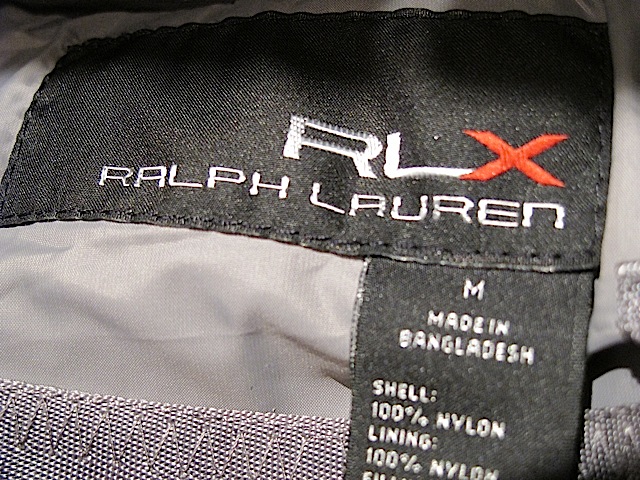 RLX
RALPH LAUREN
M
MADE IN
BANGLADESH
SHELL:
100% NYLON
LINING:
100% NYLON